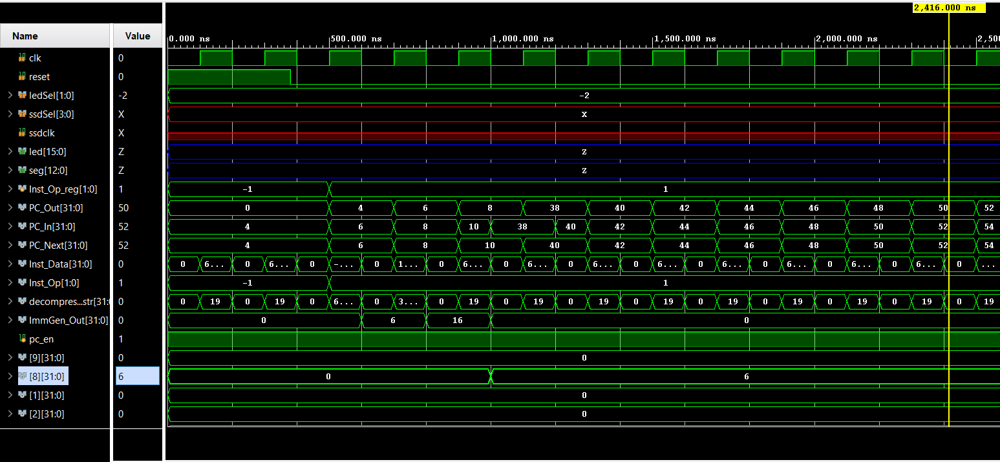 2,416.000 ns
Name Value 0.000 ns 500.000 ns 1,000.000 ns 1,500.000 ns 2,000.000 ns 2,500
clk 0
reset 0
ledSel[1:0] -2 -2
ssdSel[3:0] X X
ssdclk X
led[15:0] Z Z
seg[12:0] Z Z
Inst_Op_reg[1:0] 1 -1 1
PC_Out[31:0] 50 0 4 6 8 38 40 42 44 46 48 50 52
PC_In[31:0] 52 4 6 8 10 38 40 42 44 46 48 50 52 54
PC_Next[31:0] 52 4 6 8 10 40 42 44 46 48 50 52 54
Inst_Data[31:0] 0 0 6... 0 6... 0 -... 0 1... 0 6... 0 6... 0 6... 0 6... 0 6... 0 6... 0 6... 0 6... 0 ...
Inst_Op[1:0] 1 -1 1
decompres...str[31:0 0 0 19 0 19 0 6... 0 3... 0 19 0 19 0 19 0 19 0 19 0 19 0 19 0 19 0 19
ImmGen_Out[31:0] 0 0 6 16 0
pc_en 1
[9][31:0] 0 0
[8][31:0] 6 0 6
[1][31:0] 0 0
[2][31:0] 0 0